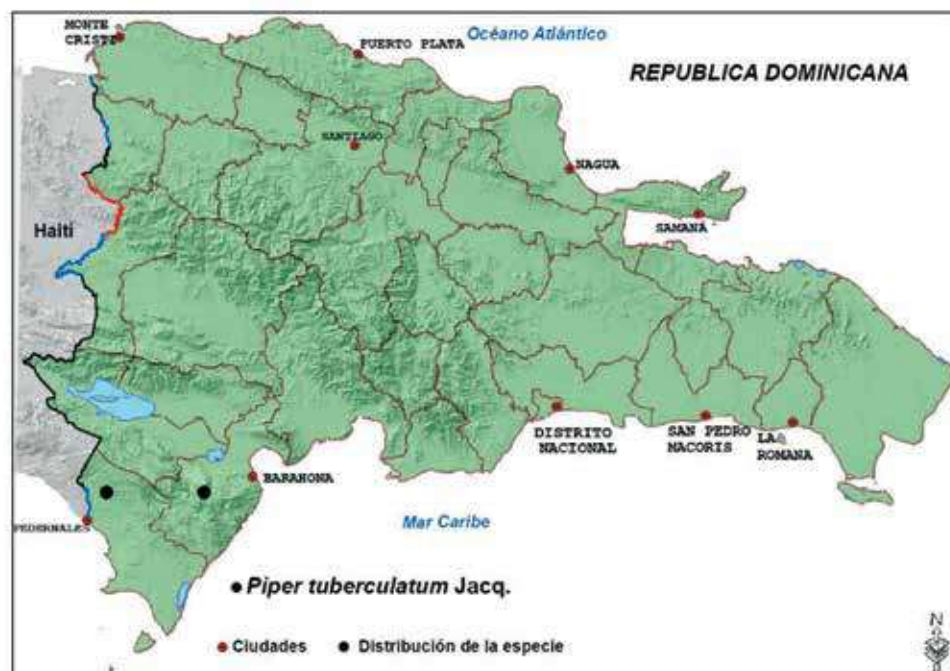 MONTE
CRISTI
PUERTO PLATA
Océano Atlántico
REPUBLICA DOMINICANA
SANTIAGO
NAGUA
SAMANA
Haití
DISTRITO
NACIONAL
SAN PEDRO
MACORIS
LA
ROMANA
BARAHONA
PEDERNALES
Mar Caribe
Piper tuberculatum Jacq.
Ciudades
Distribución de la especie
N